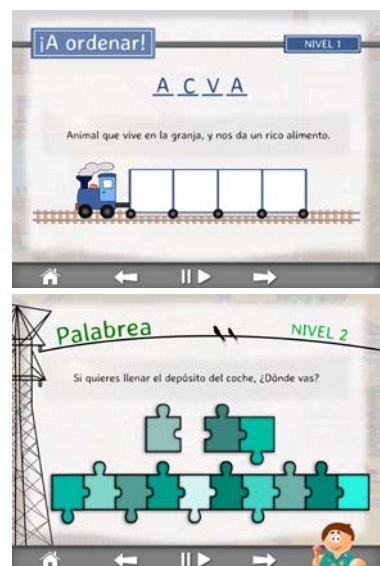 ¡A ordenar!
NIVEL 1
A C V A
Animal que vive en la granja, y nos da un rico alimento.
Palabrea
NIVEL 2
Si quieres llenar el depósito del coche, ¿Dónde vas?